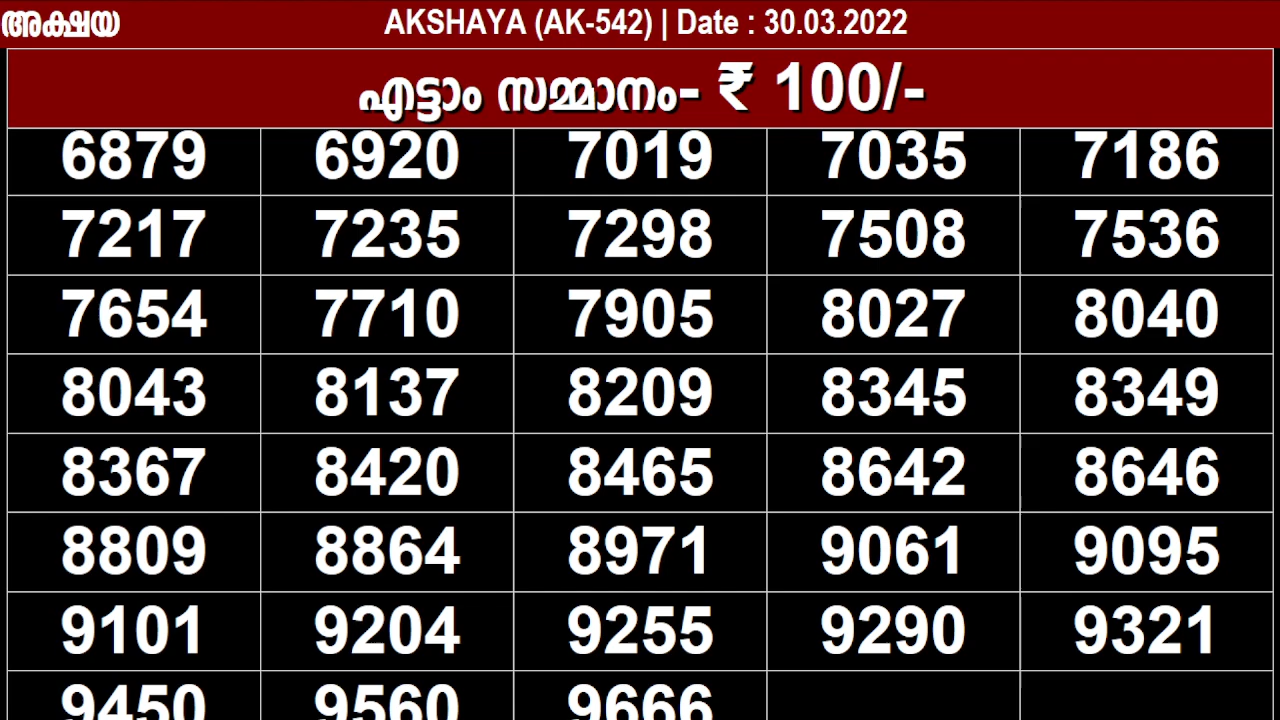 അക്ഷയ AKSHAYA (AK-542) | Date : 30.03.2022
എട്ടാം സമ്മാനം- ₹ 100/-
6879 6920 7019 7035 7186
7217 7235 7298 7508 7536
7654 7710 7905 8027 8040
8043 8137 8209 8345 8349
8367 8420 8465 8642 8646
8809 8864 8971 9061 9095
9101 9204 9255 9290 9321
9450 9560 9666